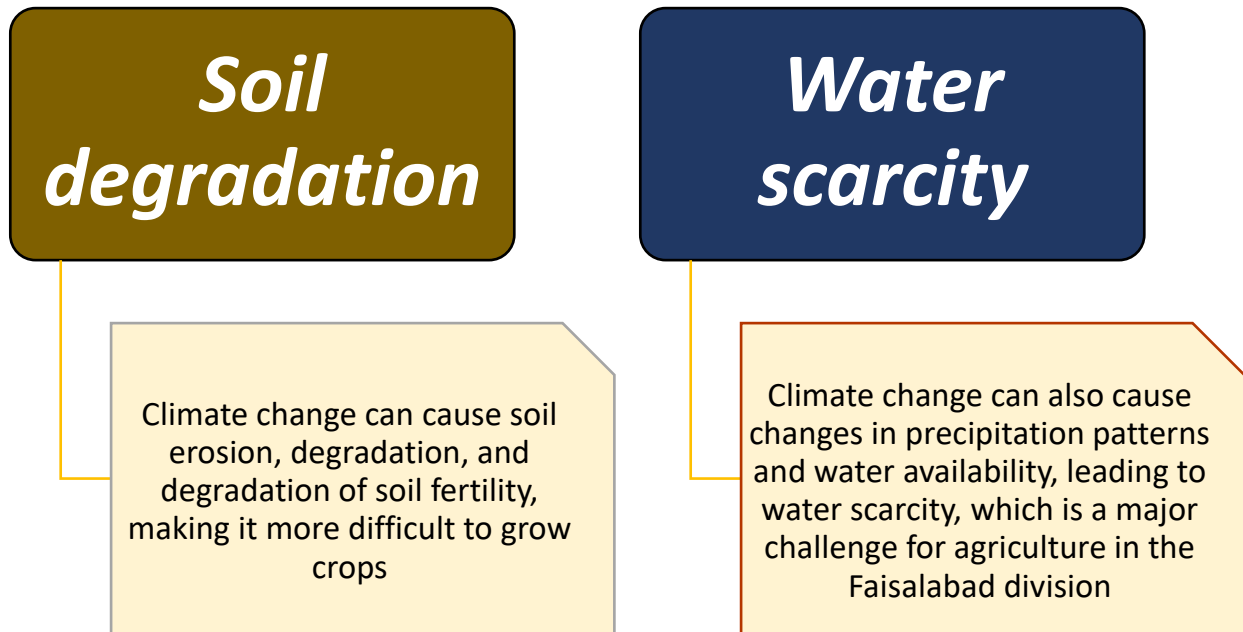 Soil
degradation
Climate change can cause soil
erosion, degradation, and
degradation of soil fertility,
making it more difficult to grow
crops
Water
scarcity
Climate change can also cause
changes in precipitation patterns
and water availability, leading to
water scarcity, which is a major
challenge for agriculture in the
Faisalabad division